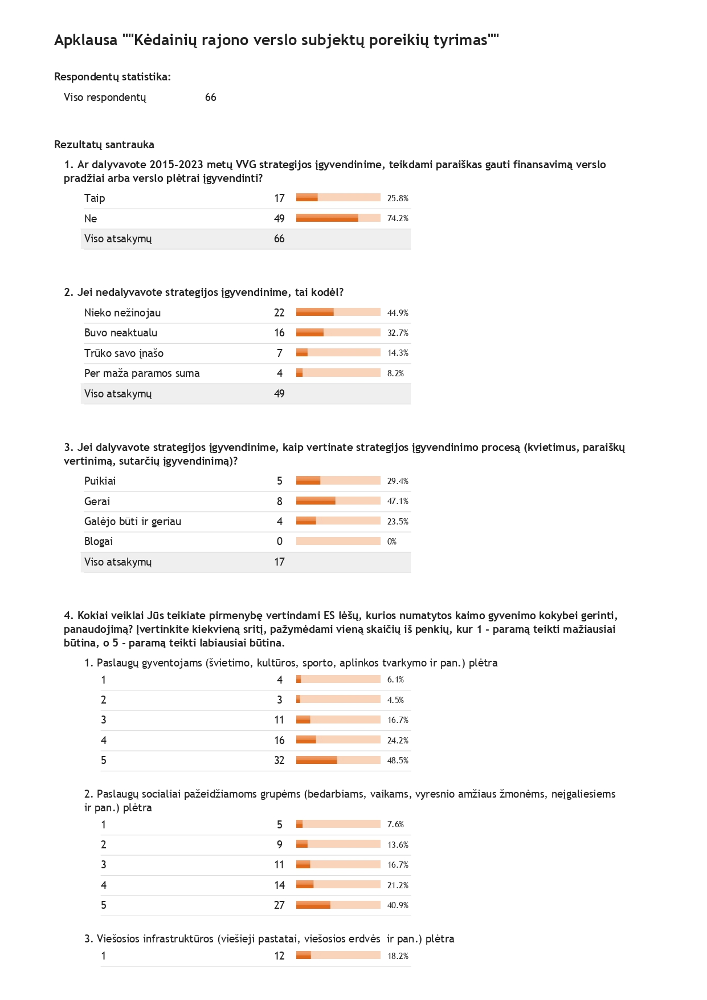 Apklausa ""Kėdainių rajono verslo subjektų poreikių tyrimas""
Respondentų statistika:
Viso respondentų 66
Rezultatų santrauka
1. Ar dalyvavote 2015-2023 metų VVG strategijos įgyvendinime, teikdami paraiškas gauti finansavimą verslo
pradžiai arba verslo plėtrai įgyvendinti?
Taip 17 25.8%
Ne 49 74.2%
Viso atsakymų 66
2. Jei nedalyvavote strategijos įgyvendinime, tai kodėl?
Nieko nežinojau 22 44.9%
Buvo neaktualu 16 32.7%
Trūko savo įnašo 7 14.3%
Per maža paramos suma 4 8.2%
Viso atsakymų 49
3. Jei dalyvavote strategijos įgyvendinime, kaip vertinate strategijos įgyvendinimo procesą (kvietimus, paraiškų
vertinimą, sutarčių įgyvendinimą)?
Puikiai 5 29.4%
Gerai 8 47.1%
Galėjo būti ir geriau 4 23.5%
Blogai 0 0%
Viso atsakymų 17
4. Kokiai veiklai Jūs teikiate pirmenybę vertindami ES lėšų, kurios numatytos kaimo gyvenimo kokybei gerinti,
panaudojimą? Įvertinkite kiekvieną sritį, pažymėdami vieną skaičių iš penkių, kur 1 - paramą teikti mažiausiai
būtina, o 5 - paramą teikti labiausiai būtina.
1. Paslaugų gyventojams (švietimo, kultūros, sporto, aplinkos tvarkymo ir pan.) plėtra
1 4 6.1%
2 3 4.5%
3 11 16.7%
4 16 24.2%
5 32 48.5%
2. Paslaugų socialiai pažeidžiamoms grupėms (bedarbiams, vaikams, vyresnio amžiaus žmonėms, neįgaliesiems
ir pan.) plėtra
1 5 7.6%
2 9 13.6%
3 11 16.7%
4 14 21.2%
5 27 40.9%
3. Viešosios infrastruktūros (viešieji pastatai, viešosios erdvės  ir pan.) plėtra
1 12 18.2%